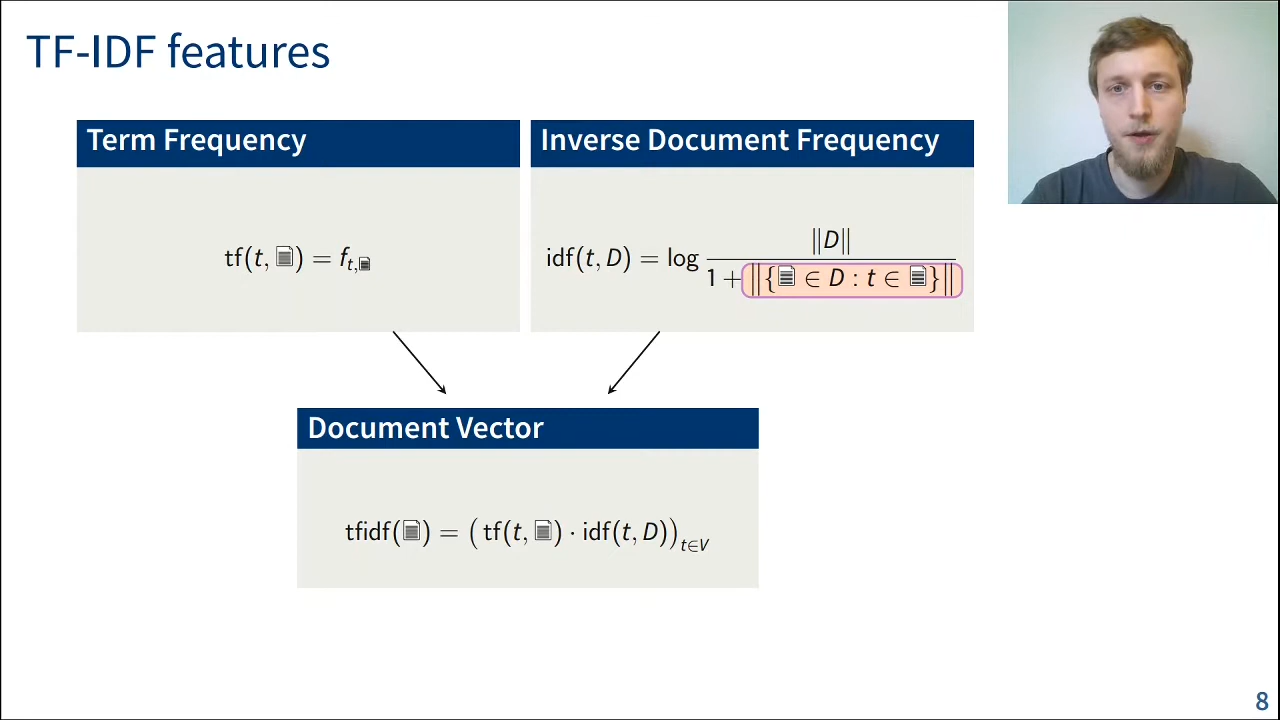 TF-IDF features
Term Frequency
tf(t, 📄) = f_{t,📄}
Inverse Document Frequency
idf(t, D) = log ‖D‖ / (1 + ‖{📄 ∈ D : t ∈ 📄}‖)
Document Vector
tfidf(📄) = (tf(t, 📄) · idf(t, D))_{t∈V}
8